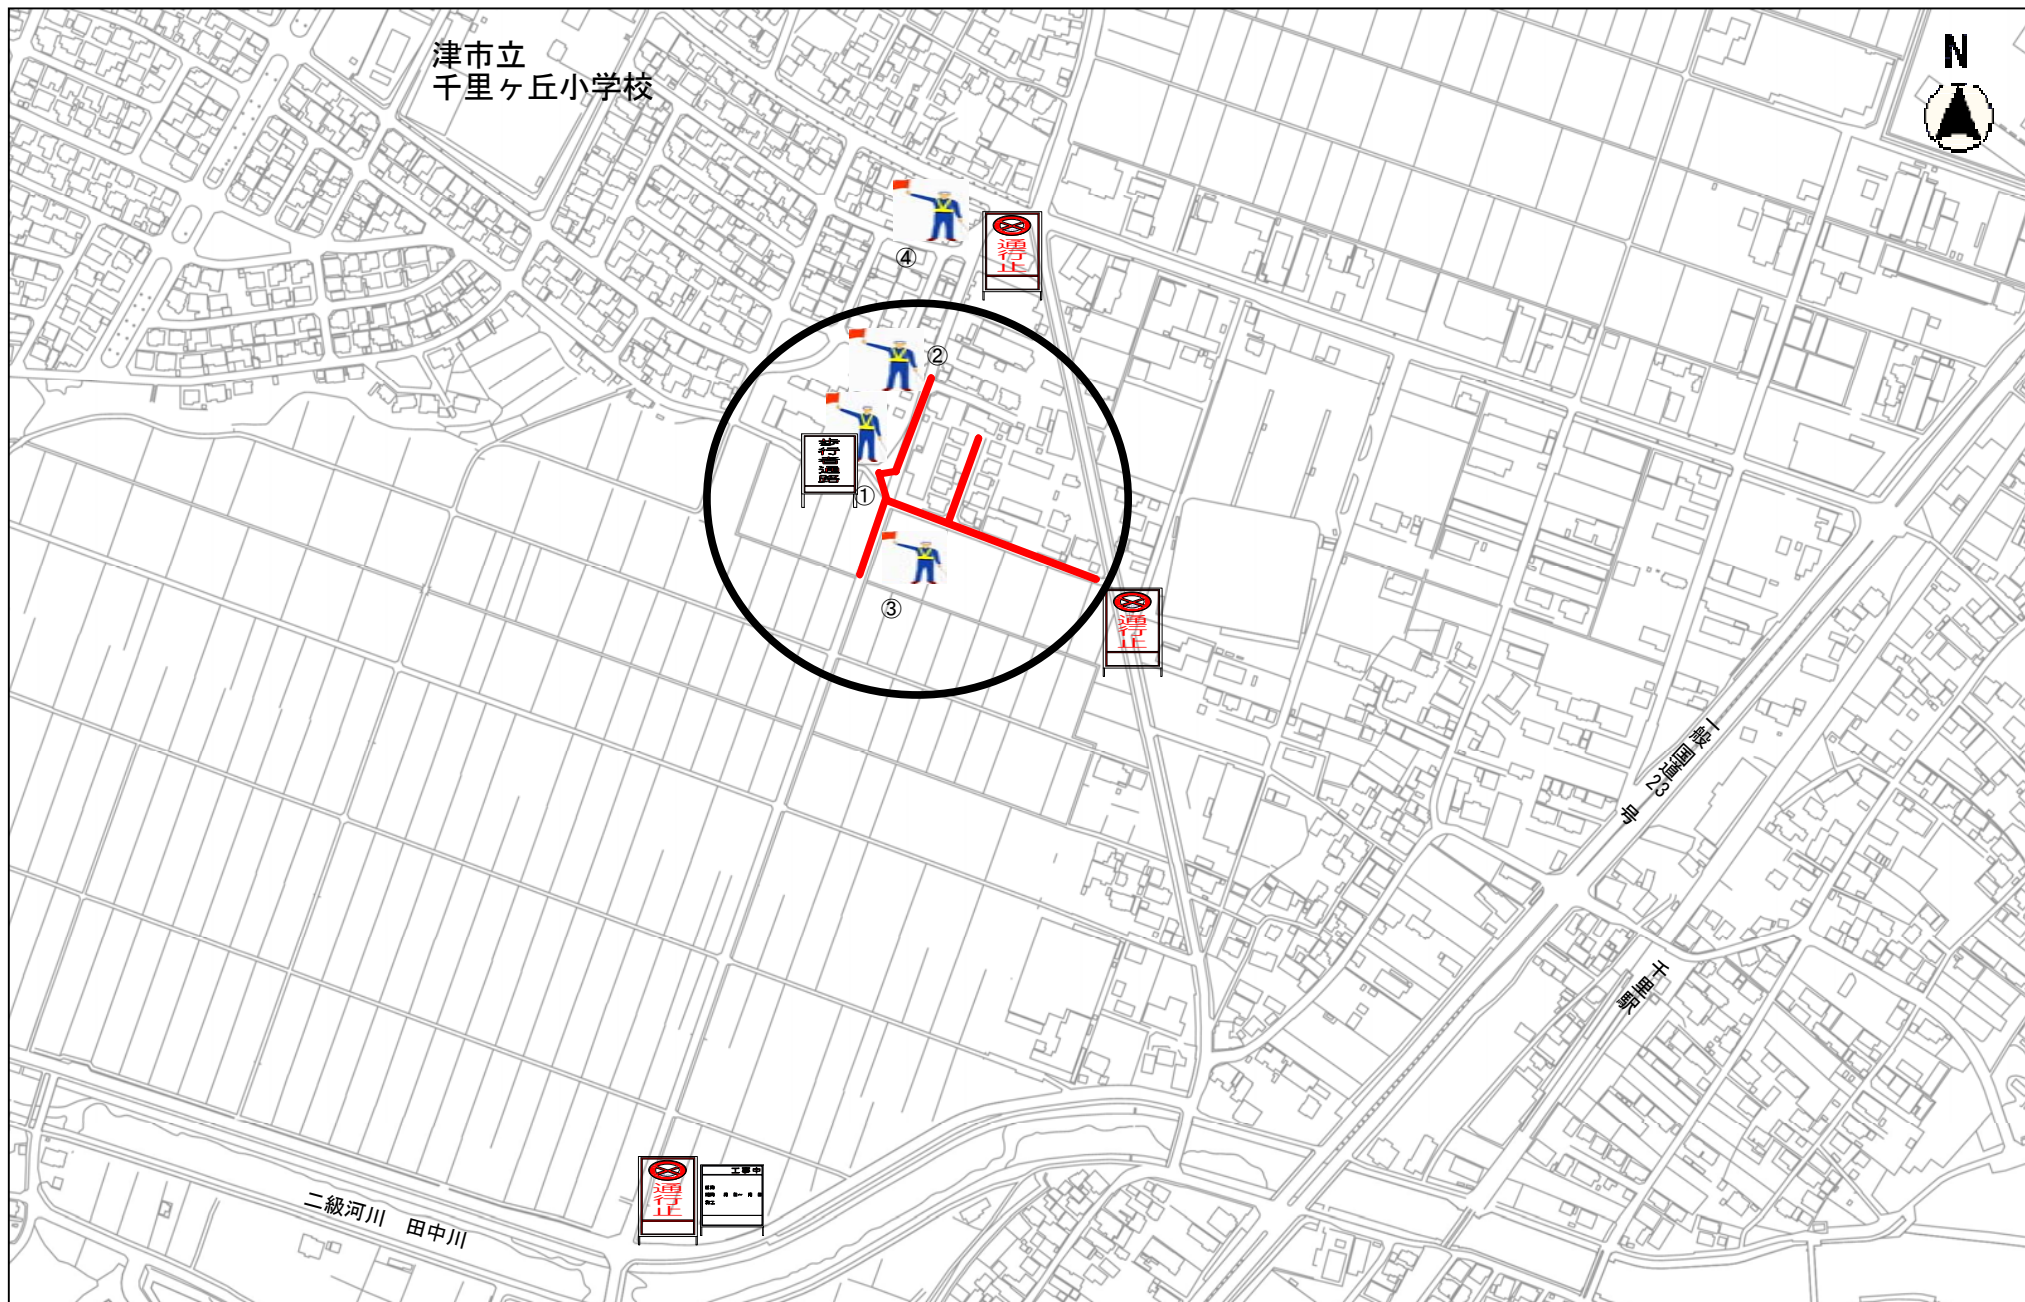 津市立
千里ヶ丘小学校
N
④
通行止
②
歩行者通路
①
③
通行止
一般国道23号
千里駅
通行止
工事中
二級河川 田中川